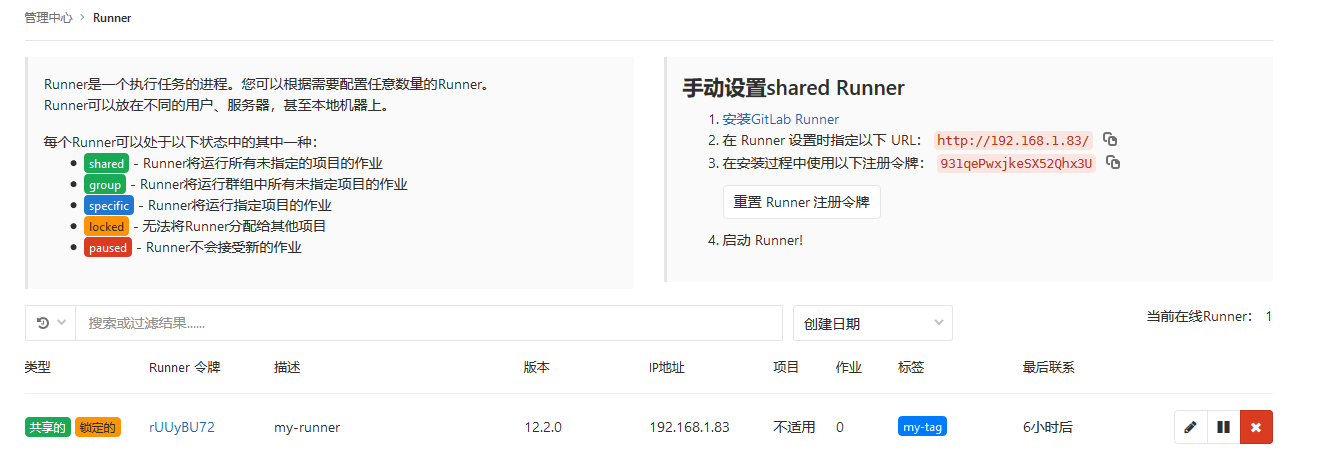 管理中心 › Runner
Runner是一个执行任务的进程。您可以根据需要配置任意数量的Runner。
Runner可以放在不同的用户、服务器，甚至本地机器上。
每个Runner可以处于以下状态中的其中一种：
• shared - Runner将运行所有未指定的项目的作业
• group - Runner将运行群组中所有未指定项目的作业
• specific - Runner将运行指定项目的作业
• locked - 无法将Runner分配给其他项目
• paused - Runner不会接受新的作业
手动设置shared Runner
1. 安装GitLab Runner
2. 在 Runner 设置时指定以下 URL： http://192.168.1.83/
3. 在安装过程中使用以下注册令牌： 931qePwxjkeSX52Qhx3U
重置 Runner 注册令牌
4. 启动 Runner!
搜索或过滤结果......
创建日期
当前在线Runner： 1
类型 Runner 令牌 描述 版本 IP地址 项目 作业 标签 最后联系
共享的 锁定的 rUUyBU72 my-runner 12.2.0 192.168.1.83 不适用 0 my-tag 6小时后